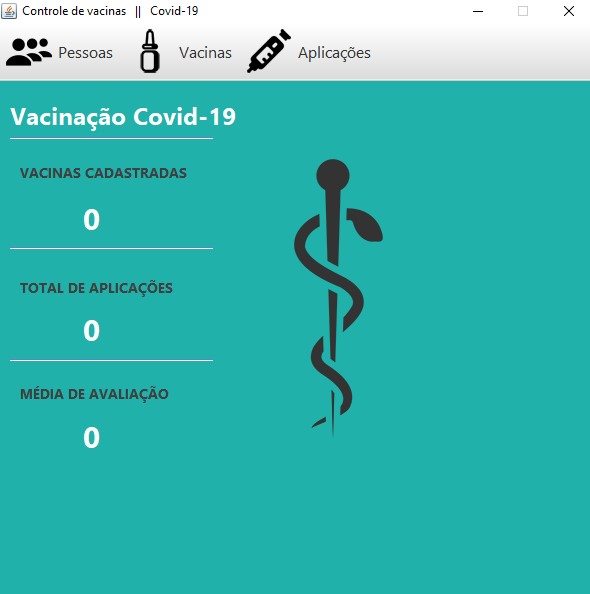 Controle de vacinas || Covid-19
Pessoas Vacinas Aplicações
Vacinação Covid-19
VACINAS CADASTRADAS
0
TOTAL DE APLICAÇÕES
0
MÉDIA DE AVALIAÇÃO
0